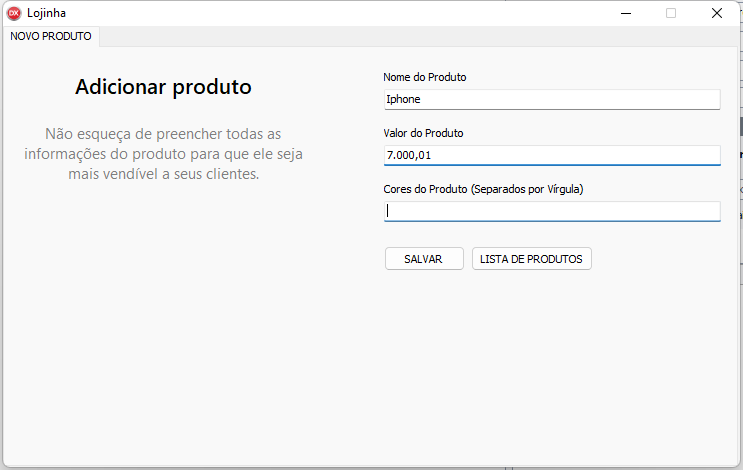 DX Lojinha
NOVO PRODUTO
Adicionar produto
Não esqueça de preencher todas as
informações do produto para que ele seja
mais vendível a seus clientes.
Nome do Produto
Iphone
Valor do Produto
7.000,01
Cores do Produto (Separados por Vírgula)
SALVAR LISTA DE PRODUTOS